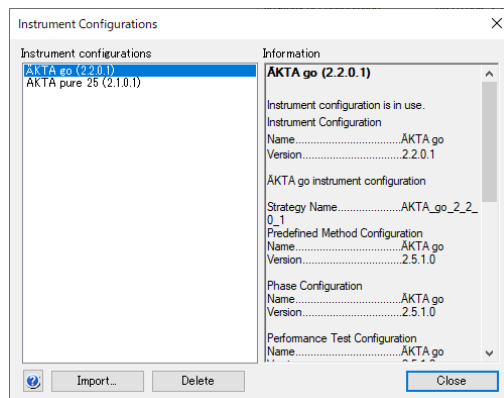 Instrument Configurations
Instrument configurations
ÄKTA go (2.2.0.1)
ÄKTA pure 25 (2.1.0.1)
Information
ÄKTA go (2.2.0.1)
Instrument configuration is in use.
Instrument Configuration
Name..............................ÄKTA go
Version............................2.2.0.1
ÄKTA go instrument configuration
Strategy Name................AKTA_go_2_2_
0_1
Predefined Method Configuration
Name..............................ÄKTA go
Version............................2.5.1.0
Phase Configuration
Name..............................ÄKTA go
Version............................2.5.1.0
Performance Test Configuration
Name..............................ÄKTA go
Import...
Delete
Close